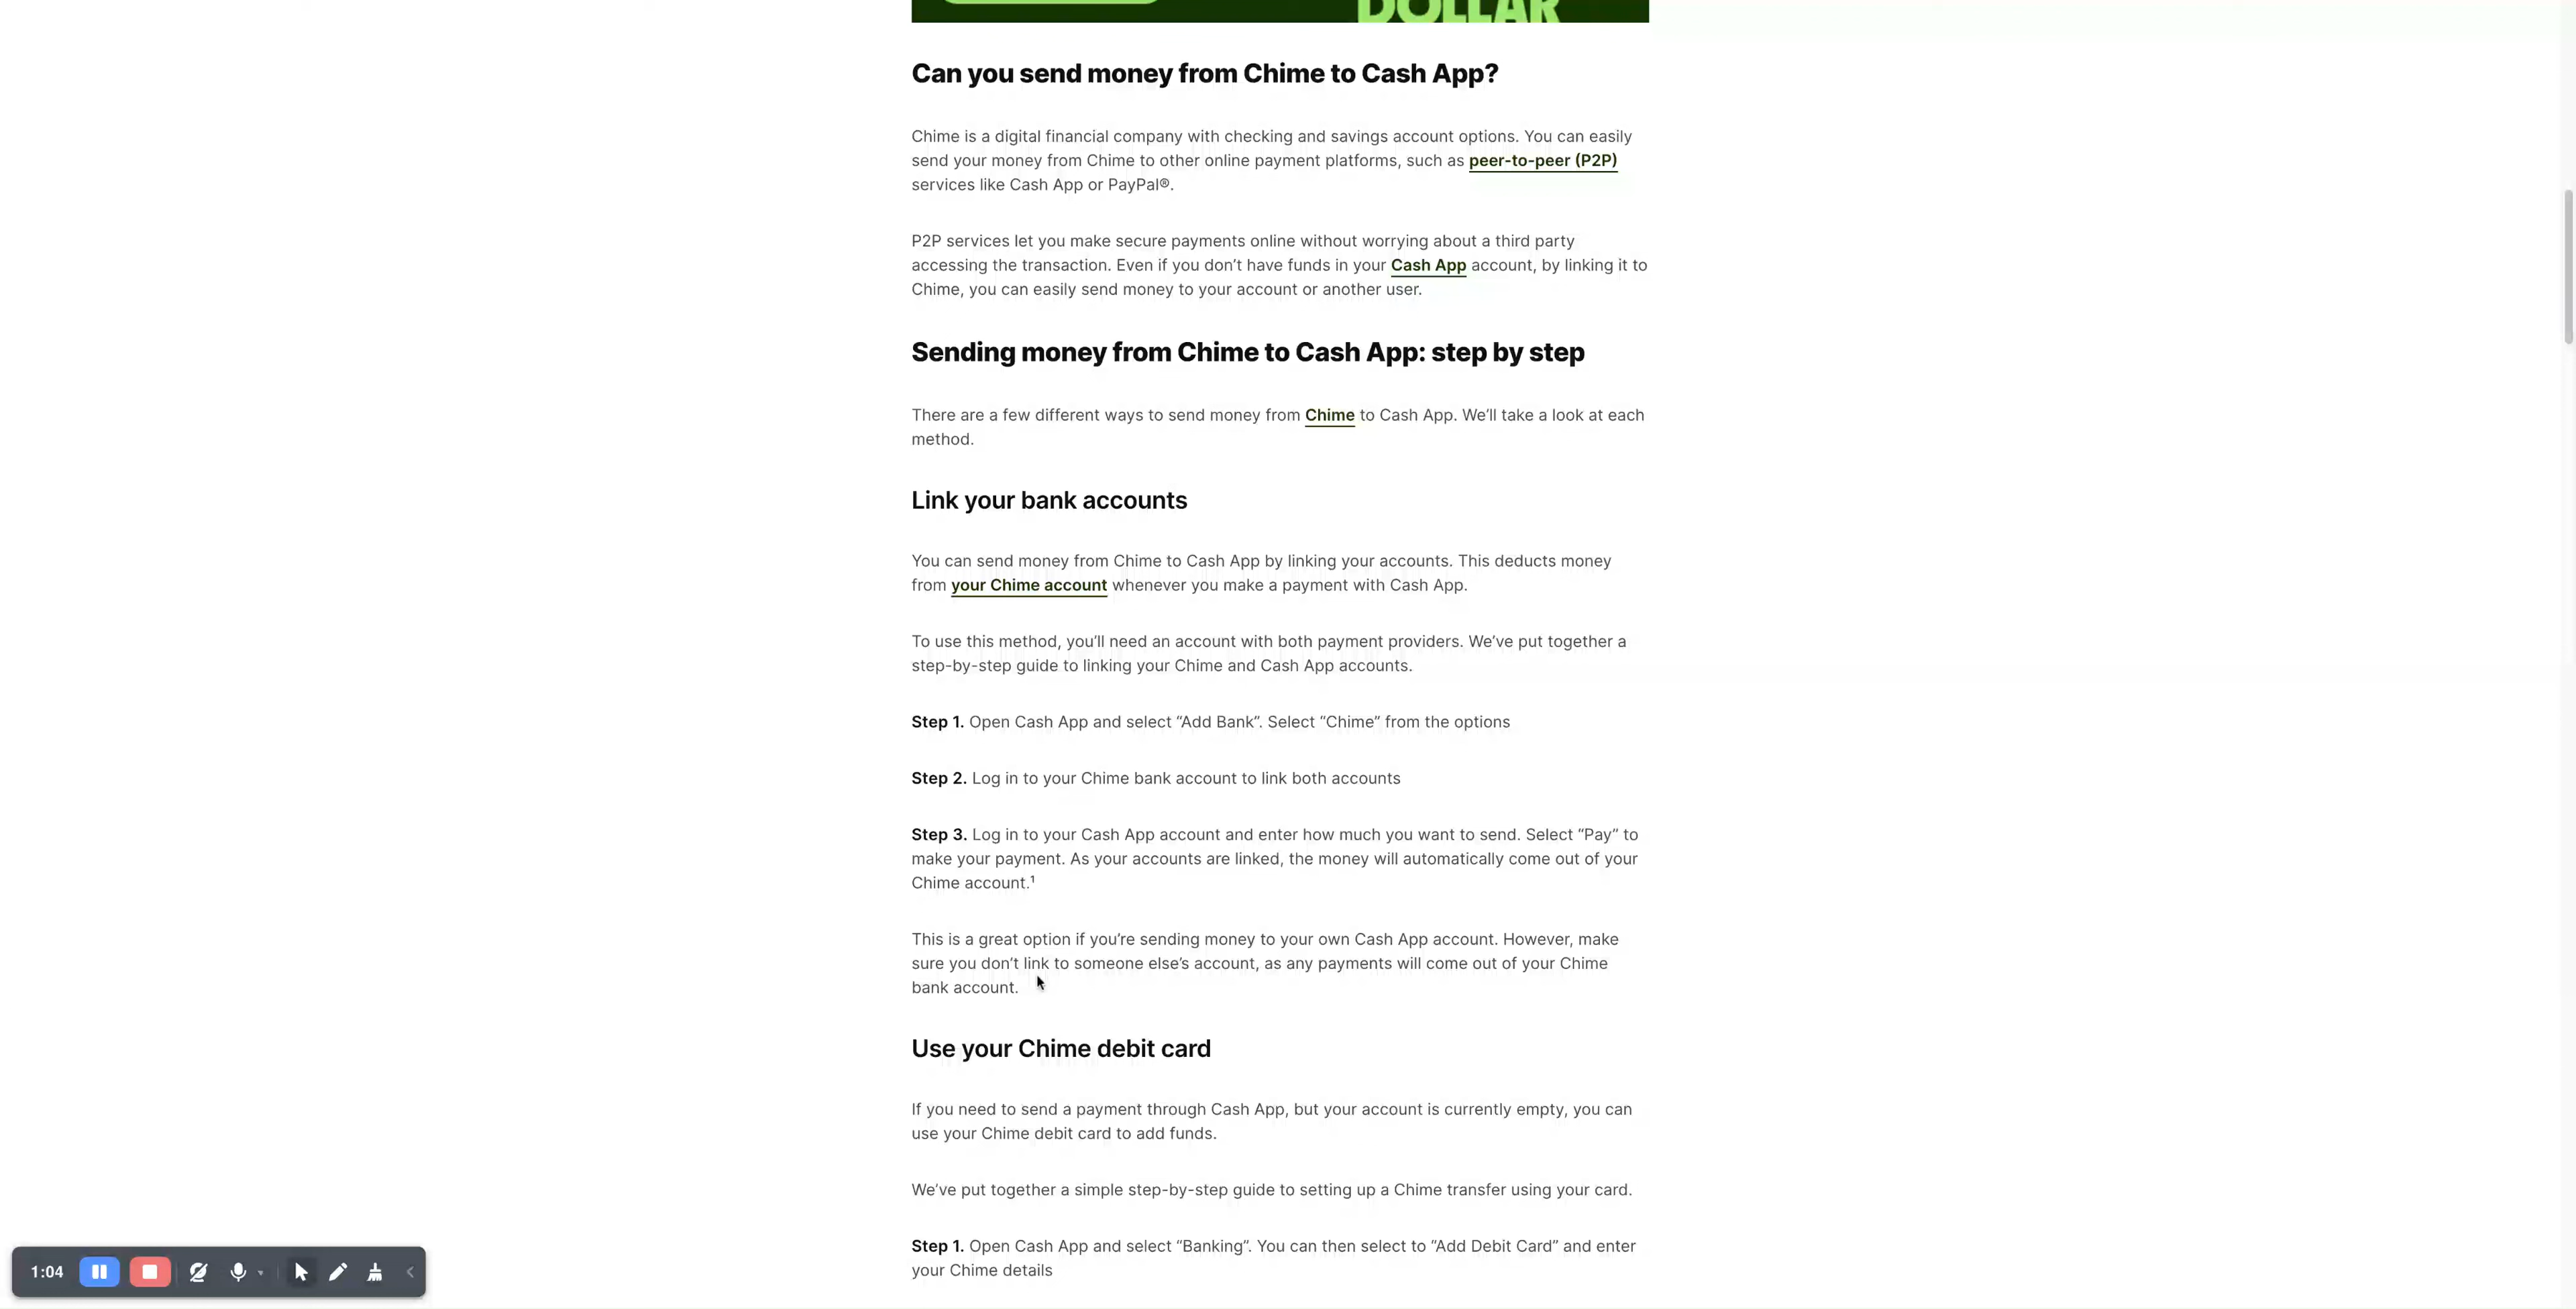 DOLLAR
Can you send money from Chime to Cash App?
Chime is a digital financial company with checking and savings account options. You can easily
send your money from Chime to other online payment platforms, such as peer-to-peer (P2P)
services like Cash App or PayPal®.
P2P services let you make secure payments online without worrying about a third party
accessing the transaction. Even if you don’t have funds in your Cash App account, by linking it to
Chime, you can easily send money to your account or another user.
Sending money from Chime to Cash App: step by step
There are a few different ways to send money from Chime to Cash App. We’ll take a look at each
method.
Link your bank accounts
You can send money from Chime to Cash App by linking your accounts. This deducts money
from your Chime account whenever you make a payment with Cash App.
To use this method, you’ll need an account with both payment providers. We’ve put together a
step-by-step guide to linking your Chime and Cash App accounts.
Step 1. Open Cash App and select “Add Bank”. Select “Chime” from the options
Step 2. Log in to your Chime bank account to link both accounts
Step 3. Log in to your Cash App account and enter how much you want to send. Select “Pay” to
make your payment. As your accounts are linked, the money will automatically come out of your
Chime account.¹
This is a great option if you’re sending money to your own Cash App account. However, make
sure you don’t link to someone else’s account, as any payments will come out of your Chime
bank account.
Use your Chime debit card
If you need to send a payment through Cash App, but your account is currently empty, you can
use your Chime debit card to add funds.
We’ve put together a simple step-by-step guide to setting up a Chime transfer using your card.
Step 1. Open Cash App and select “Banking”. You can then select to “Add Debit Card” and enter
your Chime details
1:04